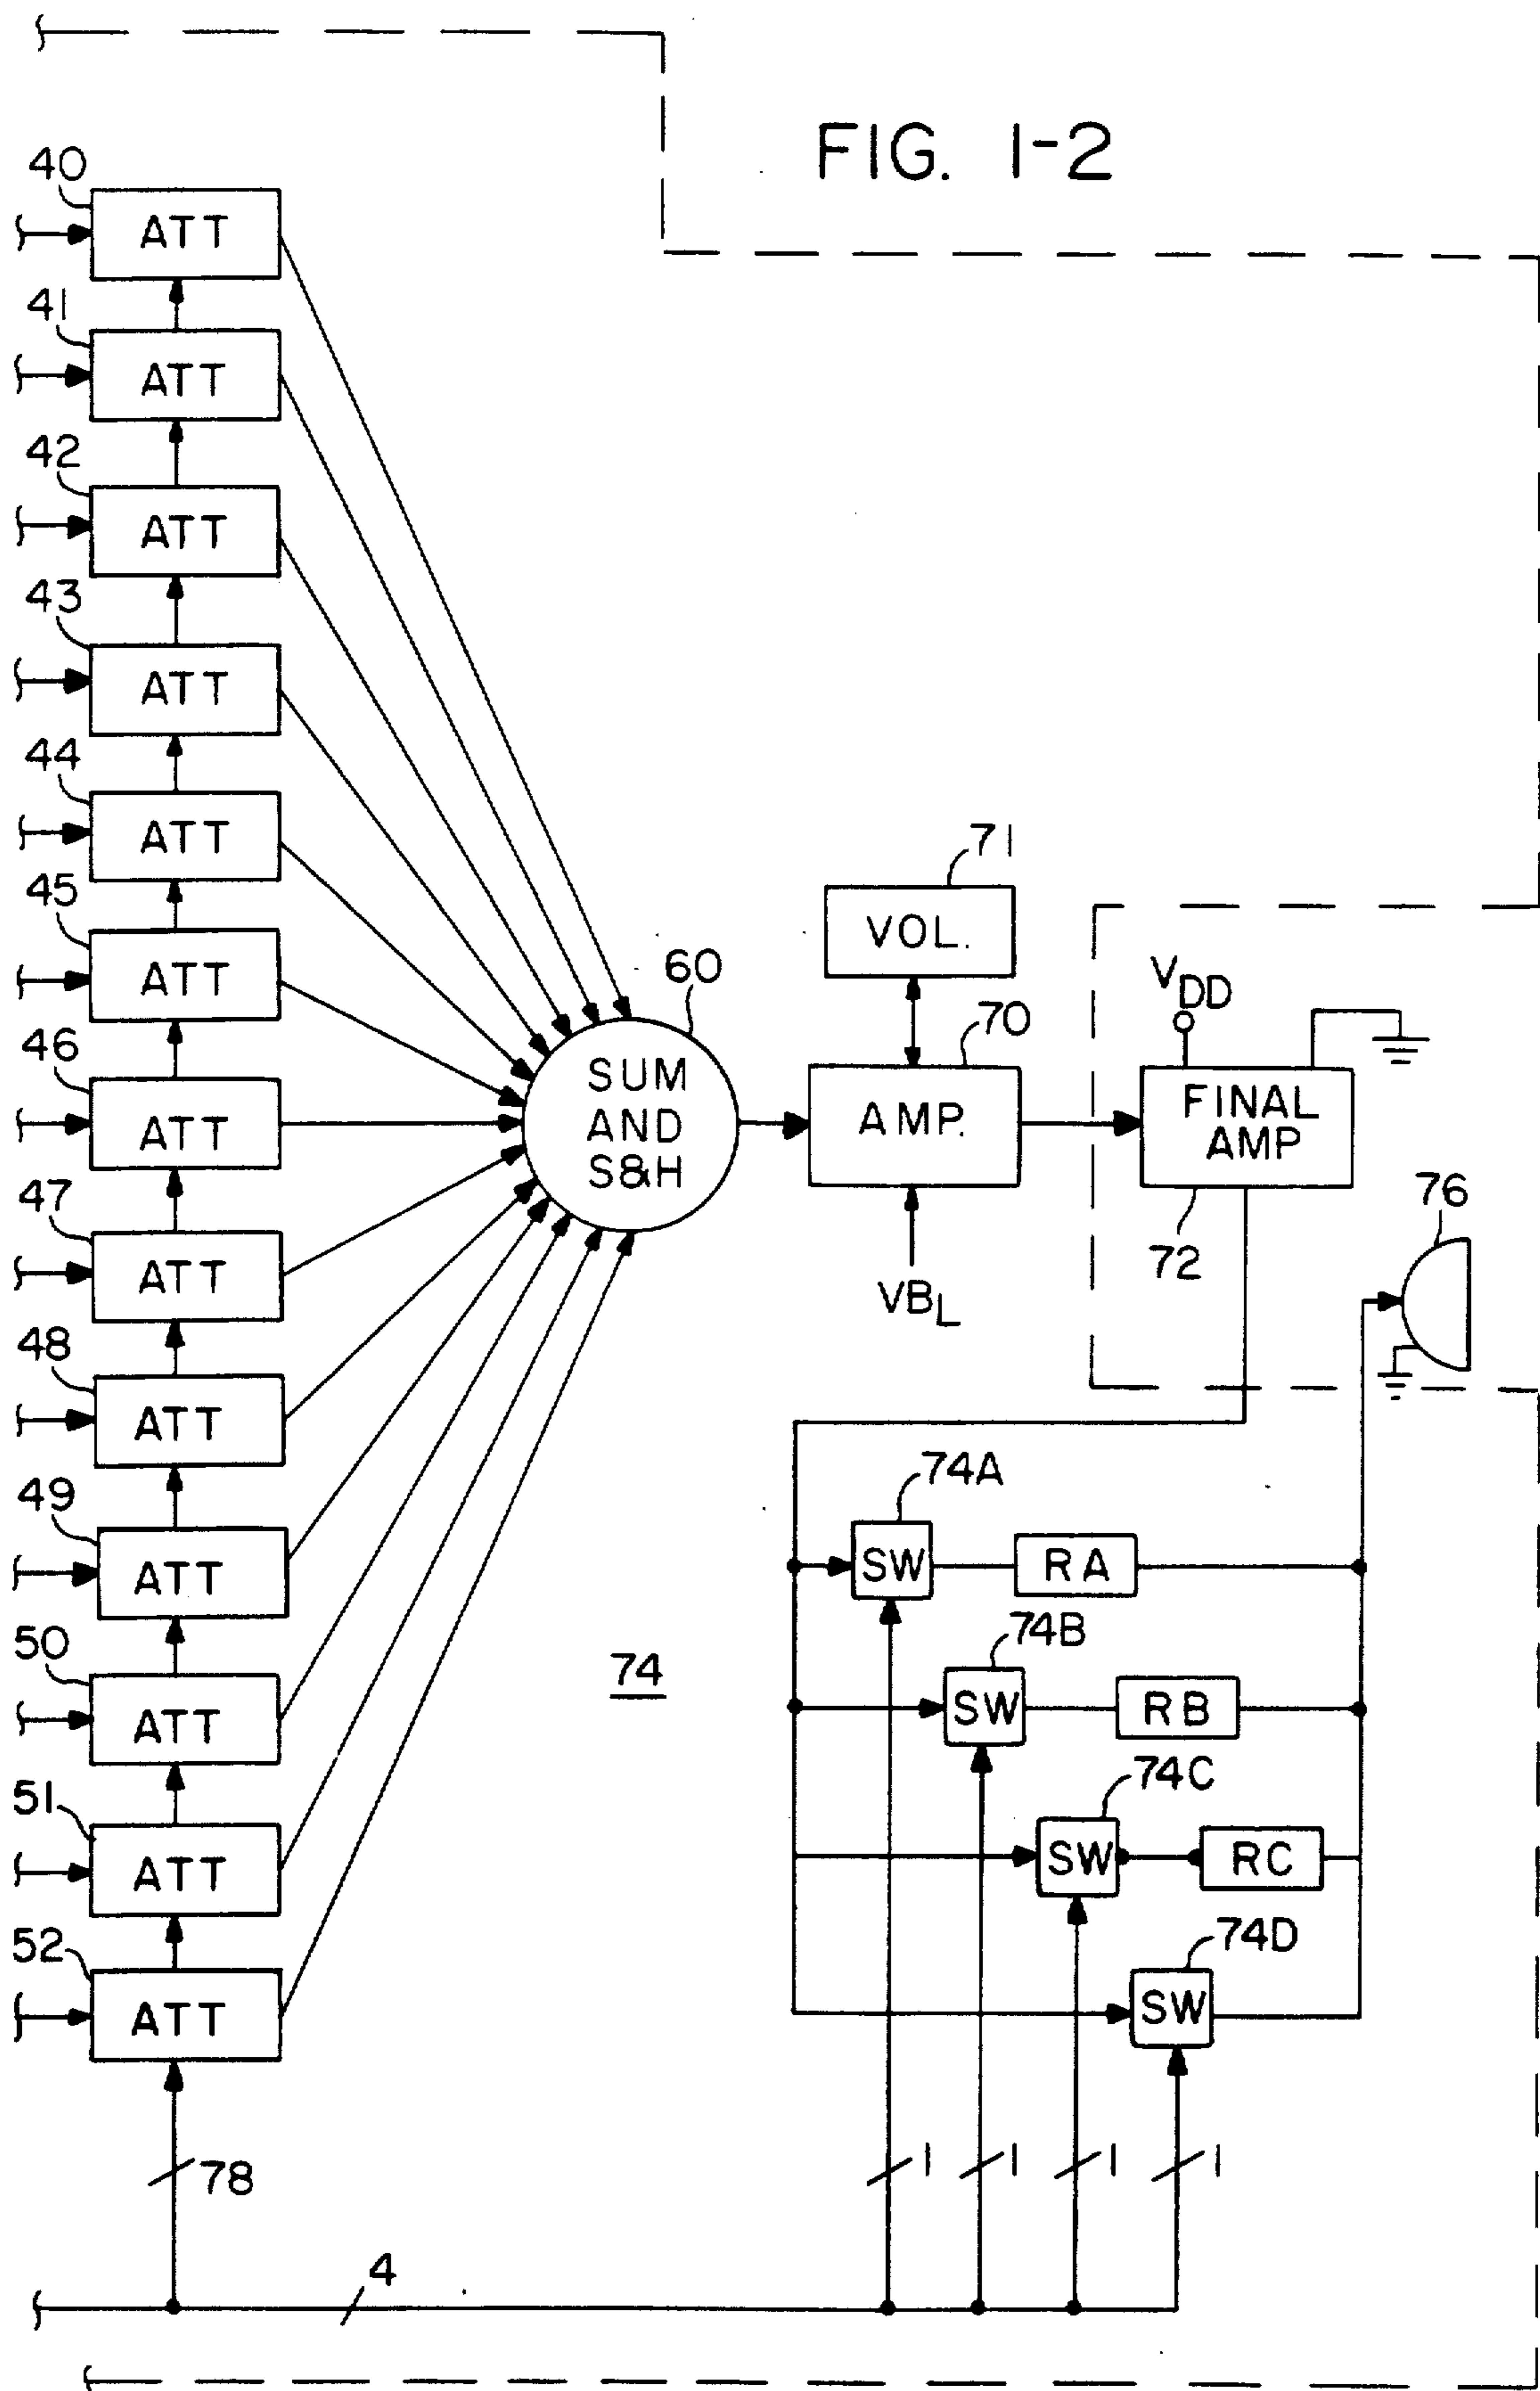 FIG. 1-2
40
ATT
41
ATT
42
ATT
43
ATT
44
ATT
45
ATT
46
ATT
47
ATT
48
ATT
49
ATT
50
ATT
51
ATT
52
ATT
78
4
60
SUM
AND
S&H
71
VOL.
70
AMP.
VBL
VDD
FINAL
AMP
72
76
74
74A
SW
RA
74B
SW
RB
74C
SW
RC
74D
SW
1
1
1
1